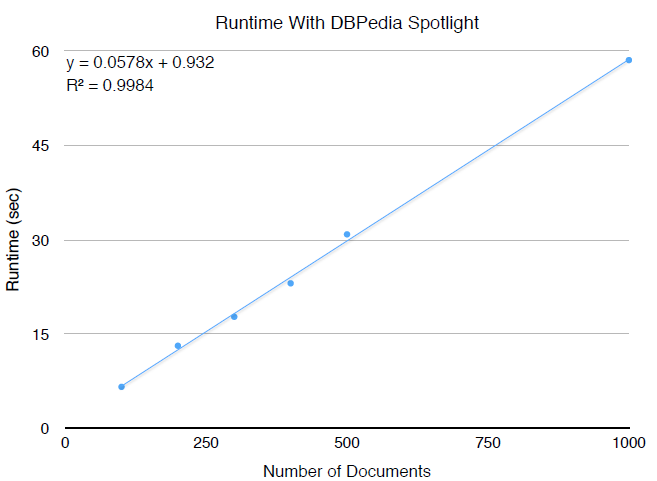 Runtime With DBPedia Spotlight
60
y = 0.0578x + 0.932
R² = 0.9984
45
30
15
0
Runtime (sec)
0 250 500 750 1000
Number of Documents